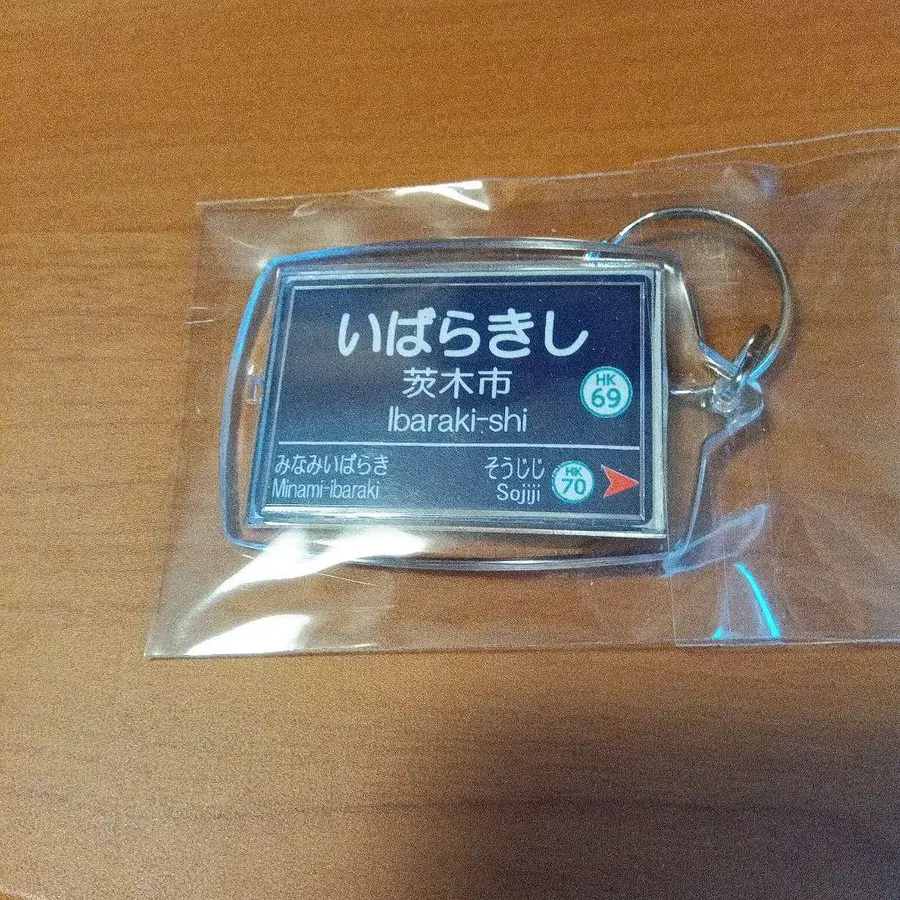 いばらきし
茨木市
Ibaraki-shi
HK
69
みなみいばらき
Minami-ibaraki
そうじじ
Sojiji
HK
70